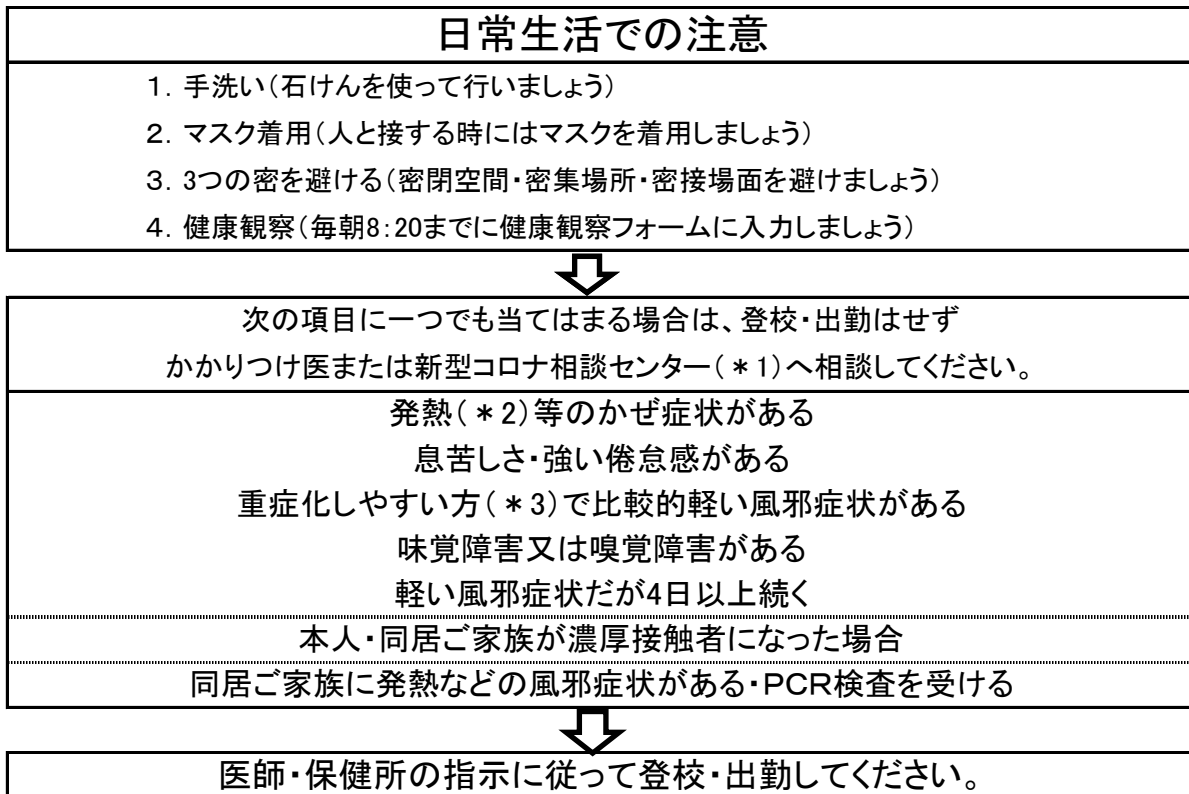 日常生活での注意
1. 手洗い(石けんを使って行いましょう)
2. マスク着用(人と接する時にはマスクを着用しましょう)
3. 3つの密を避ける(密閉空間・密集場所・密接場面を避けましょう)
4. 健康観察(毎朝8:20までに健康観察フォームに入力しましょう)
次の項目に一つでも当てはまる場合は、登校・出勤はせず
かかりつけ医または新型コロナ相談センター(*1)へ相談してください。
発熱(*2)等のかぜ症状がある
息苦しさ・強い倦怠感がある
重症化しやすい方(*3)で比較的軽い風邪症状がある
味覚障害又は嗅覚障害がある
軽い風邪症状だが4日以上続く
本人・同居ご家族が濃厚接触者になった場合
同居ご家族に発熱などの風邪症状がある・PCR検査を受ける
医師・保健所の指示に従って登校・出勤してください。